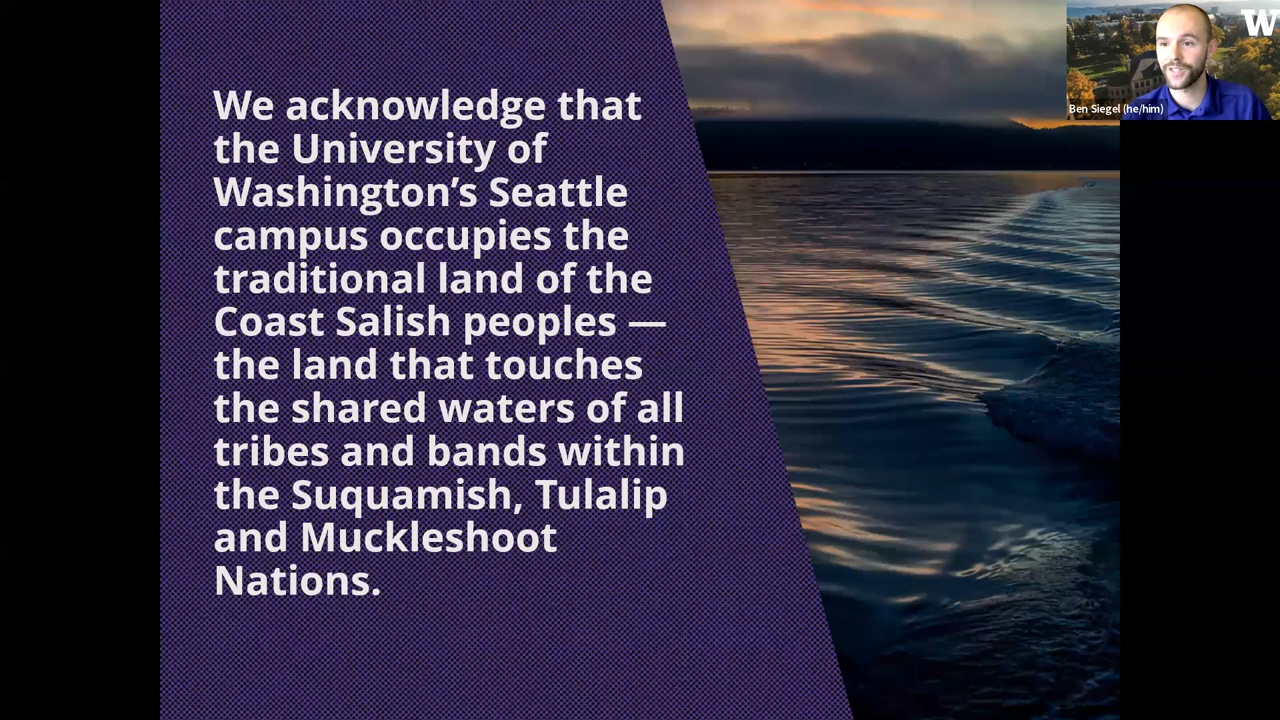 We acknowledge that
the University of
Washington’s Seattle
campus occupies the
traditional land of the
Coast Salish peoples —
the land that touches
the shared waters of all
tribes and bands within
the Suquamish, Tulalip
and Muckleshoot
Nations.
W
Ben Siegel (he/him)